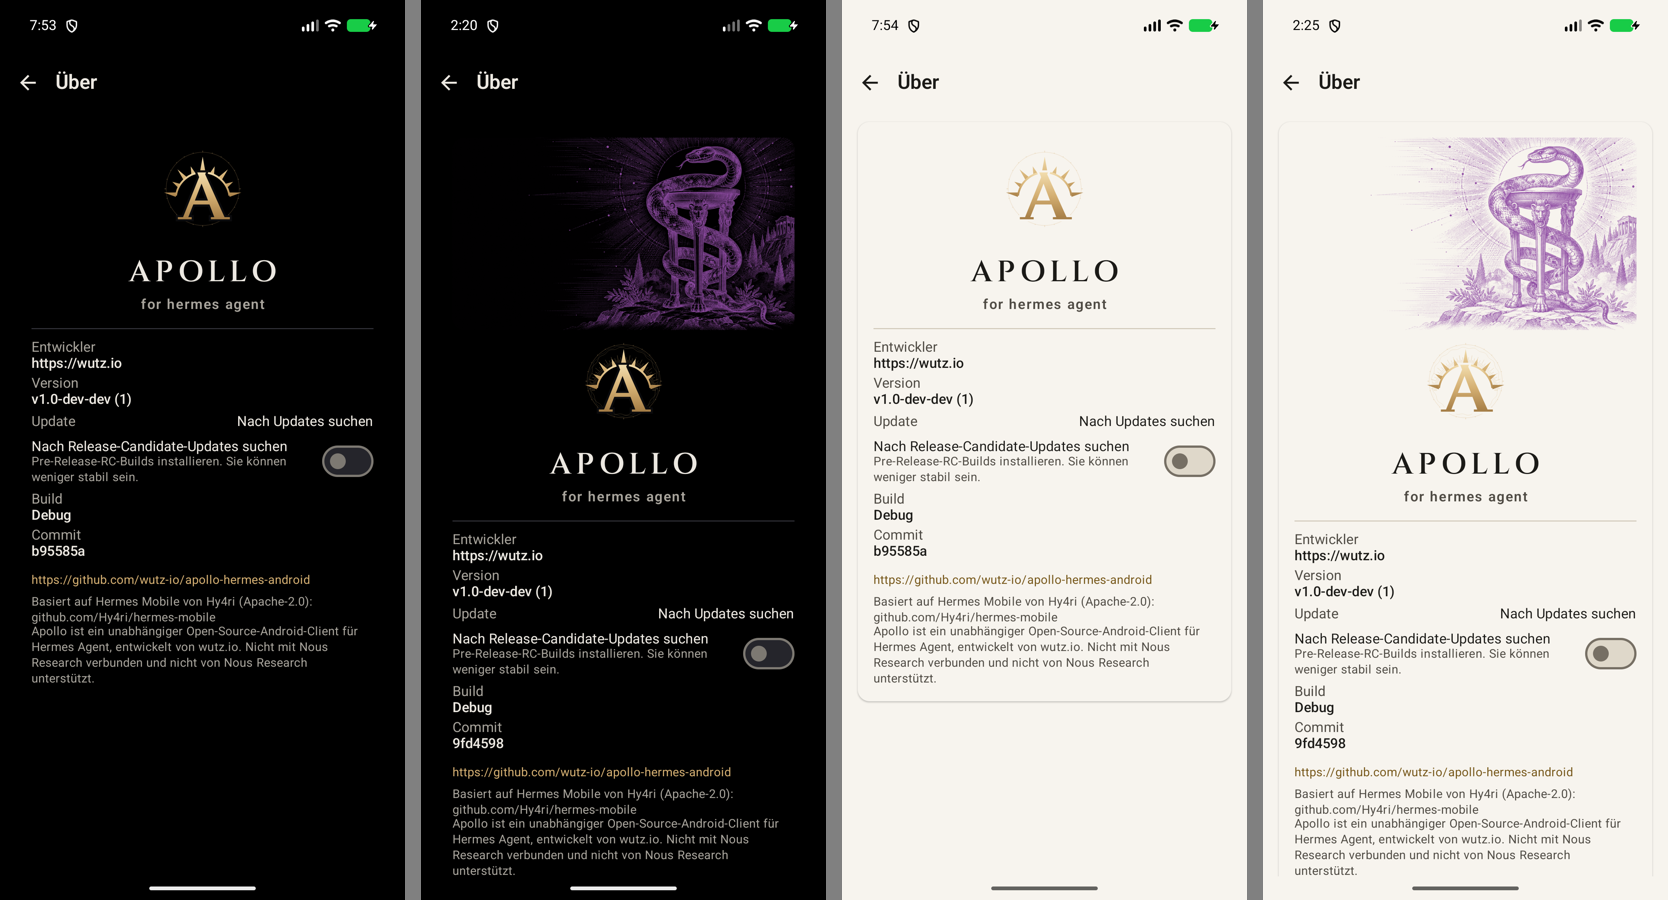 7:53
Über
A
APOLLO
for hermes agent
Entwickler
https://wutz.io
Version
v1.0-dev-dev (1)
Update
Nach Updates suchen
Nach Release-Candidate-Updates suchen
Pre-Release-RC-Builds installieren. Sie können
weniger stabil sein.
Build
Debug
Commit
b95585a
https://github.com/wutz-io/apollo-hermes-android
Basiert auf Hermes Mobile von Hy4ri (Apache-2.0):
github.com/Hy4ri/hermes-mobile
Apollo ist ein unabhängiger Open-Source-Android-Client für
Hermes Agent, entwickelt von wutz.io. Nicht mit Nous
Research verbunden und nicht von Nous Research
unterstützt.
2:20
Über
A
APOLLO
for hermes agent
Entwickler
https://wutz.io
Version
v1.0-dev-dev (1)
Update
Nach Updates suchen
Nach Release-Candidate-Updates suchen
Pre-Release-RC-Builds installieren. Sie können
weniger stabil sein.
Build
Debug
Commit
9fd4598
https://github.com/wutz-io/apollo-hermes-android
Basiert auf Hermes Mobile von Hy4ri (Apache-2.0):
github.com/Hy4ri/hermes-mobile
Apollo ist ein unabhängiger Open-Source-Android-Client für
Hermes Agent, entwickelt von wutz.io. Nicht mit Nous
Research verbunden und nicht von Nous Research
unterstützt.
7:54
Über
A
APOLLO
for hermes agent
Entwickler
https://wutz.io
Version
v1.0-dev-dev (1)
Update
Nach Updates suchen
Nach Release-Candidate-Updates suchen
Pre-Release-RC-Builds installieren. Sie können
weniger stabil sein.
Build
Debug
Commit
b95585a
https://github.com/wutz-io/apollo-hermes-android
Basiert auf Hermes Mobile von Hy4ri (Apache-2.0):
github.com/Hy4ri/hermes-mobile
Apollo ist ein unabhängiger Open-Source-Android-Client für
Hermes Agent, entwickelt von wutz.io. Nicht mit Nous
Research verbunden und nicht von Nous Research
unterstützt.
2:25
Über
A
APOLLO
for hermes agent
Entwickler
https://wutz.io
Version
v1.0-dev-dev (1)
Update
Nach Updates suchen
Nach Release-Candidate-Updates suchen
Pre-Release-RC-Builds installieren. Sie können
weniger stabil sein.
Build
Debug
Commit
9fd4598
https://github.com/wutz-io/apollo-hermes-android
Basiert auf Hermes Mobile von Hy4ri (Apache-2.0):
github.com/Hy4ri/hermes-mobile
Apollo ist ein unabhängiger Open-Source-Android-Client für
Hermes Agent, entwickelt von wutz.io. Nicht mit Nous
Research verbunden und nicht von Nous Research
unterstützt.